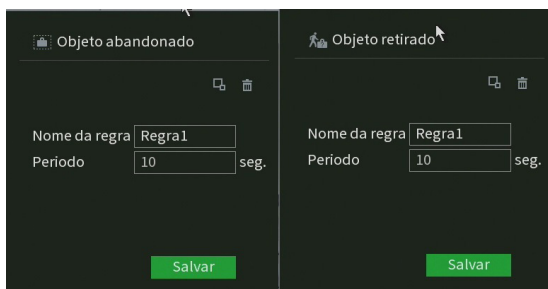 Objeto abandonado
Nome da regra Regra1
Periodo 10 seg.
Salvar
Objeto retirado
Nome da regra Regra1
Periodo 10 seg.
Salvar